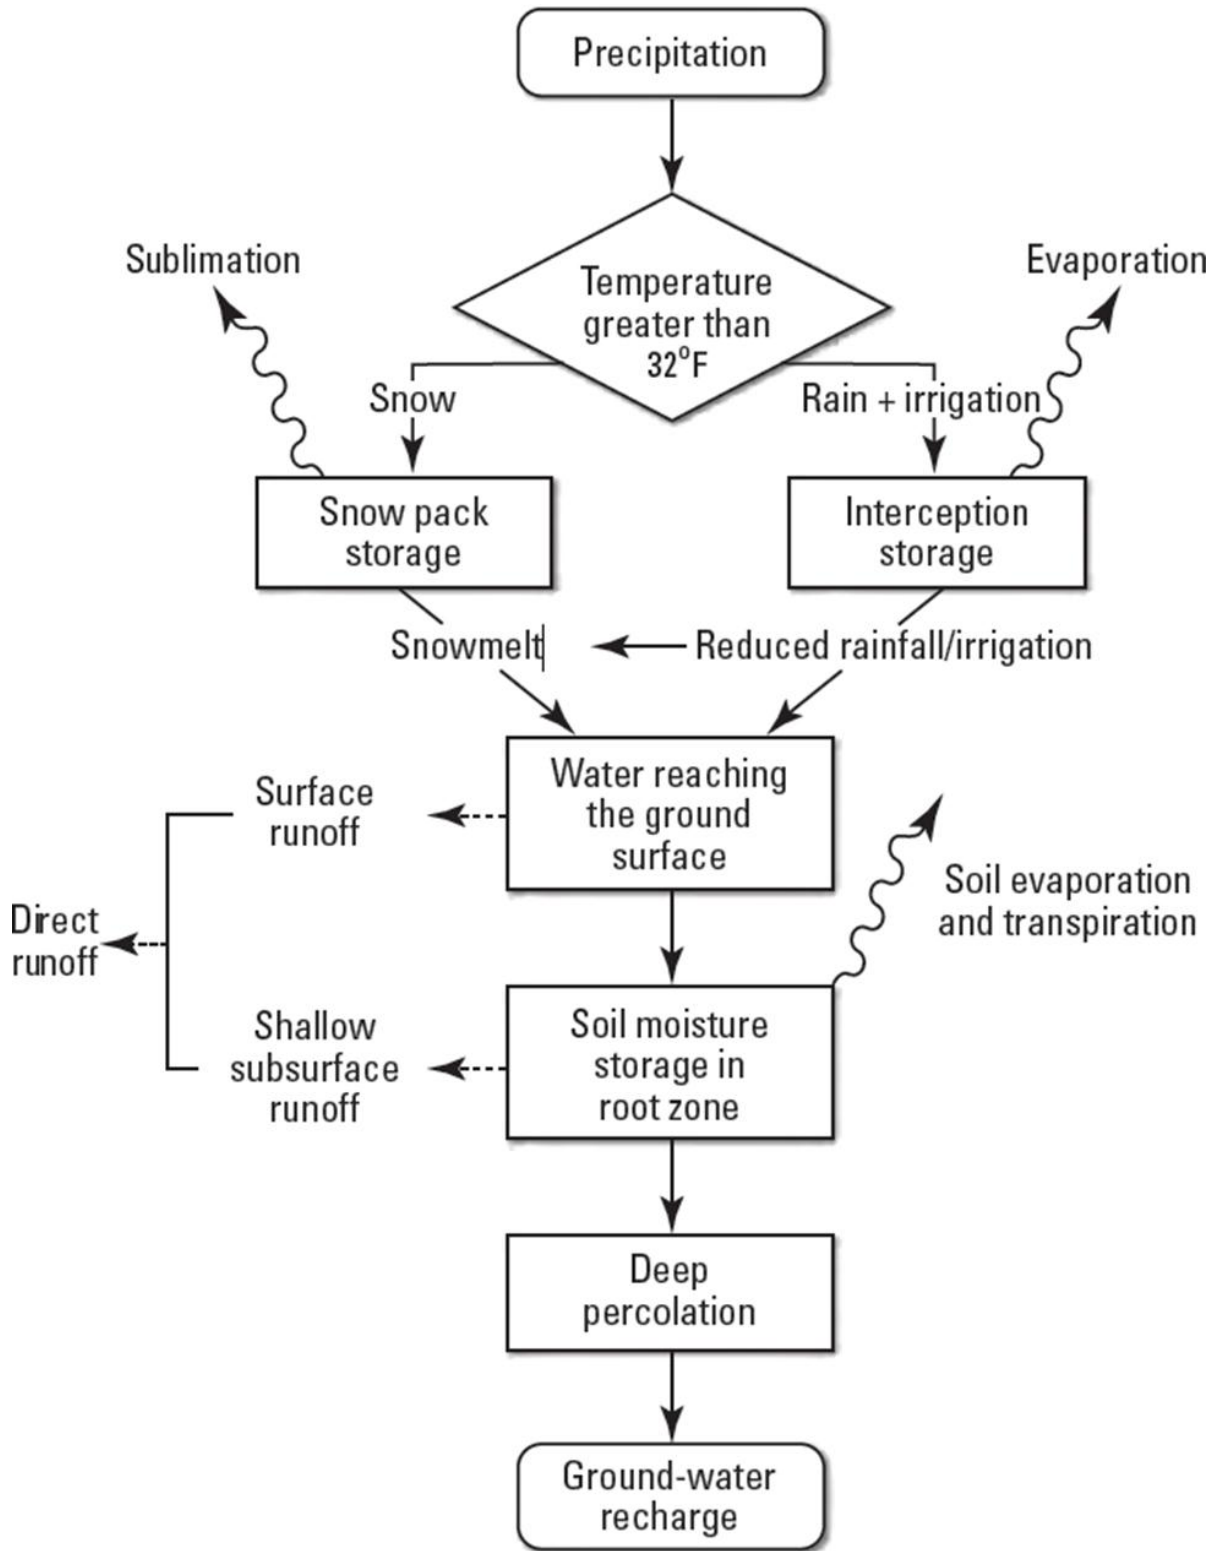 Precipitation
Sublimation
Evaporation
Temperature
greater than
32°F
Snow
Rain + irrigation
Snow pack
storage
Interception
storage
Snowmelt
Reduced rainfall/irrigation
Water reaching
the ground
surface
Surface
runoff
Soil evaporation
and transpiration
Direct
runoff
Shallow
subsurface
runoff
Soil moisture
storage in
root zone
Deep
percolation
Ground-water
recharge